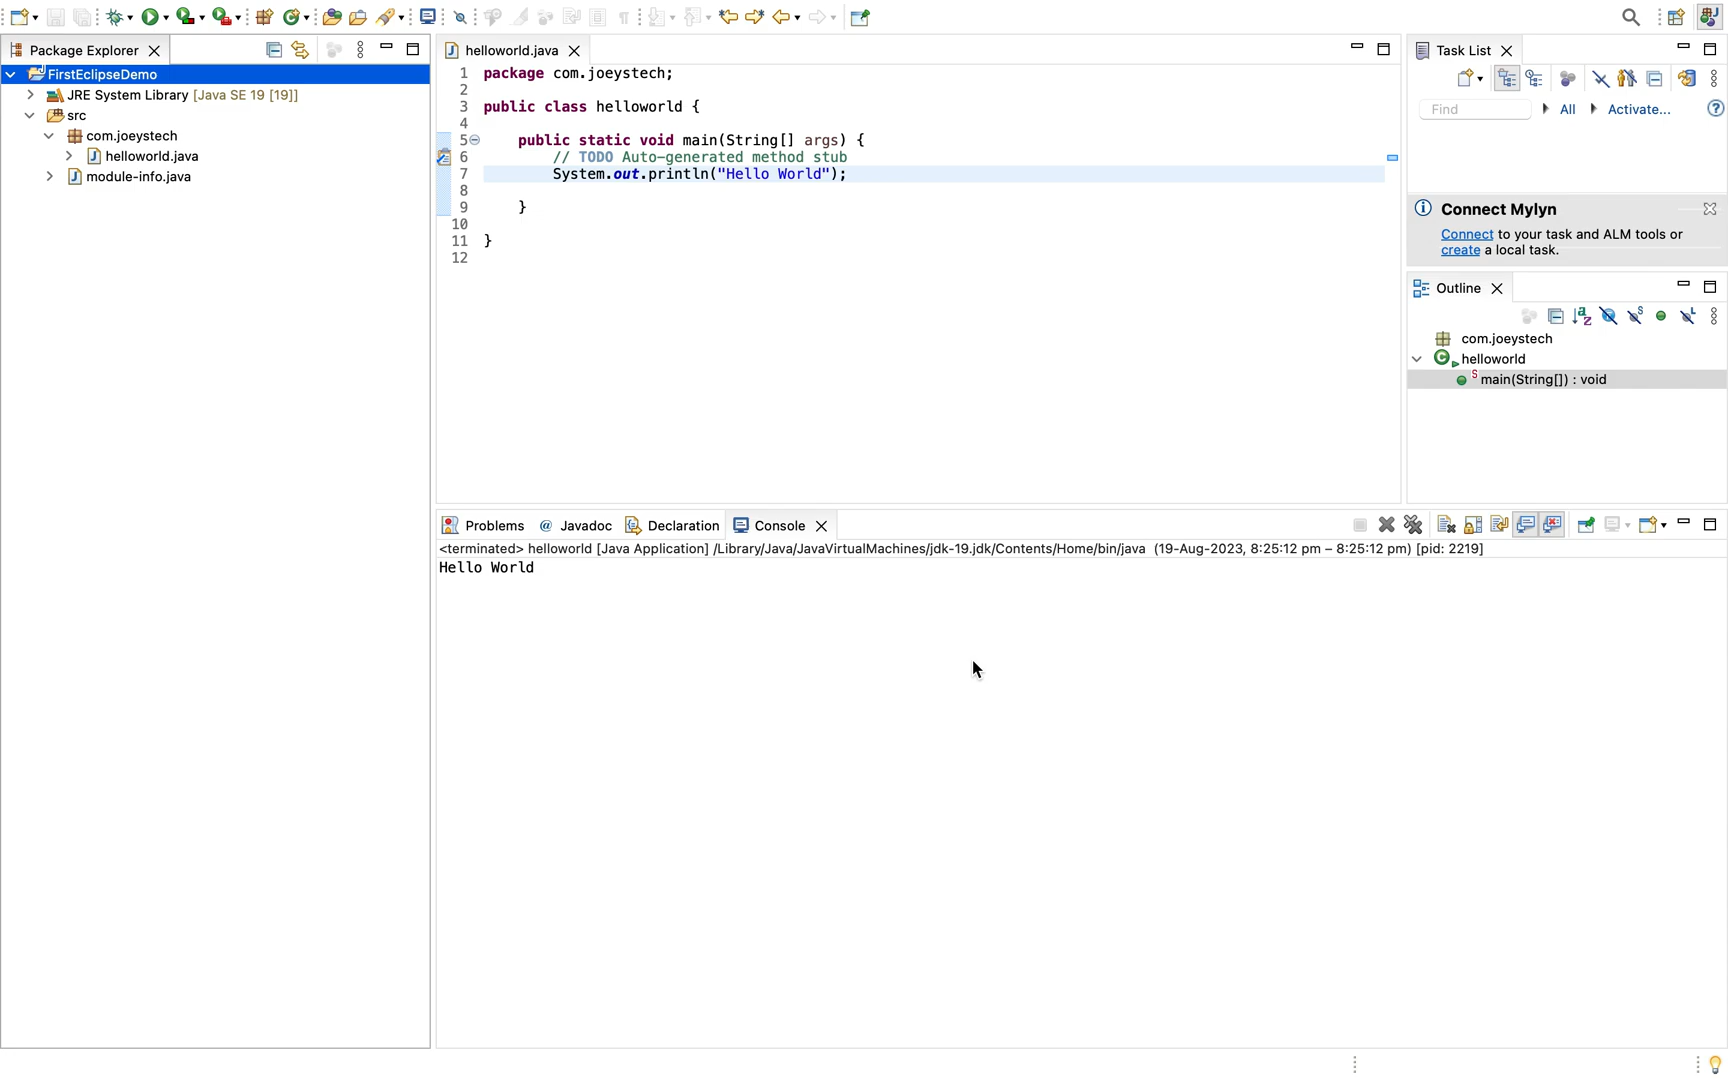 Package Explorer
FirstEclipseDemo
JRE System Library [Java SE 19 [19]]
src
com.joeystech
helloworld.java
module-info.java
helloworld.java
1 package com.joeystech;
2
3 public class helloworld {
4
5 public static void main(String[] args) {
6 // TODO Auto-generated method stub
7 System.out.println("Hello World");
8
9 }
10
11 }
12
Task List
Find All Activate...
Connect Mylyn
Connect to your task and ALM tools or
create a local task.
Outline
com.joeystech
helloworld
main(String[]) : void
Problems Javadoc Declaration Console
<terminated> helloworld [Java Application] /Library/Java/JavaVirtualMachines/jdk-19.jdk/Contents/Home/bin/java (19-Aug-2023, 8:25:12 pm – 8:25:12 pm) [pid: 2219]
Hello World